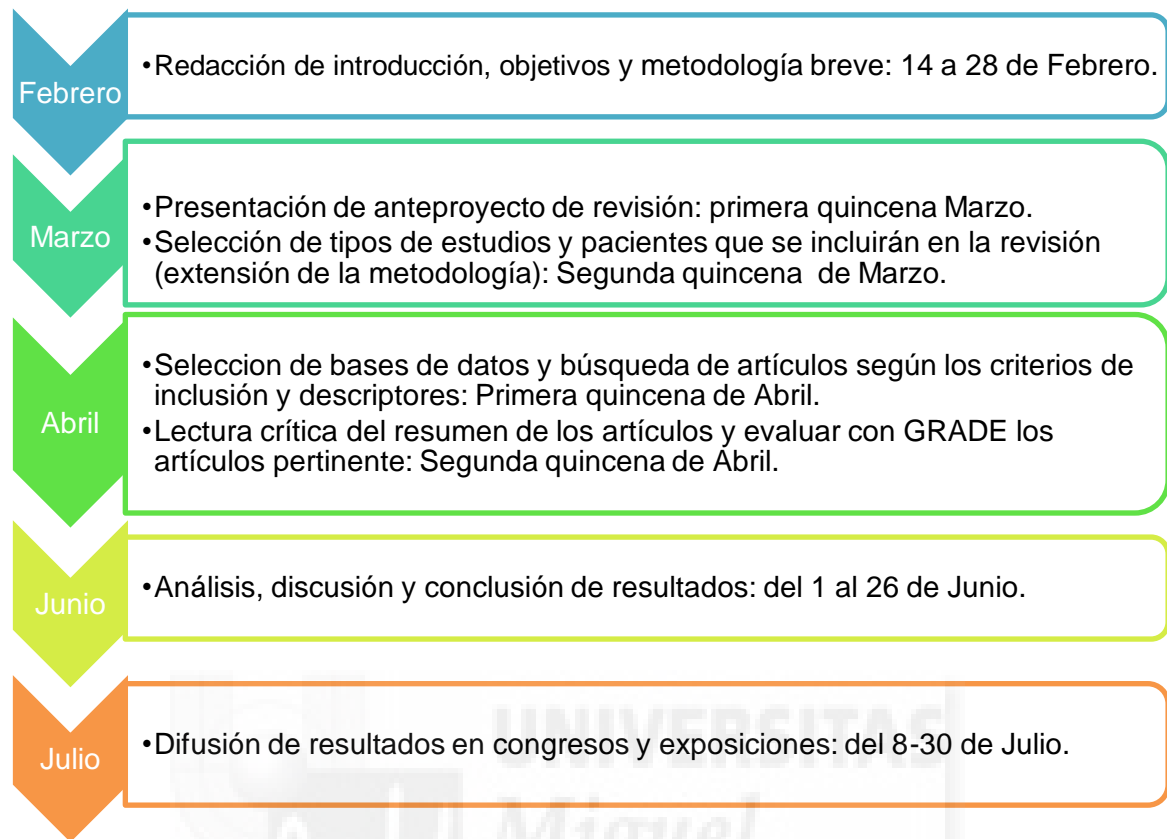 Febrero
•Redacción de introducción, objetivos y metodología breve: 14 a 28 de Febrero.
Marzo
•Presentación de anteproyecto de revisión: primera quincena Marzo.
•Selección de tipos de estudios y pacientes que se incluirán en la revisión
(extensión de la metodología): Segunda quincena de Marzo.
Abril
•Seleccion de bases de datos y búsqueda de artículos según los criterios de
inclusión y descriptores: Primera quincena de Abril.
•Lectura crítica del resumen de los artículos y evaluar con GRADE los
artículos pertinente: Segunda quincena de Abril.
Junio
•Análisis, discusión y conclusión de resultados: del 1 al 26 de Junio.
Julio
•Difusión de resultados en congresos y exposiciones: del 8-30 de Julio.
UNIVERSITAS
Miguel